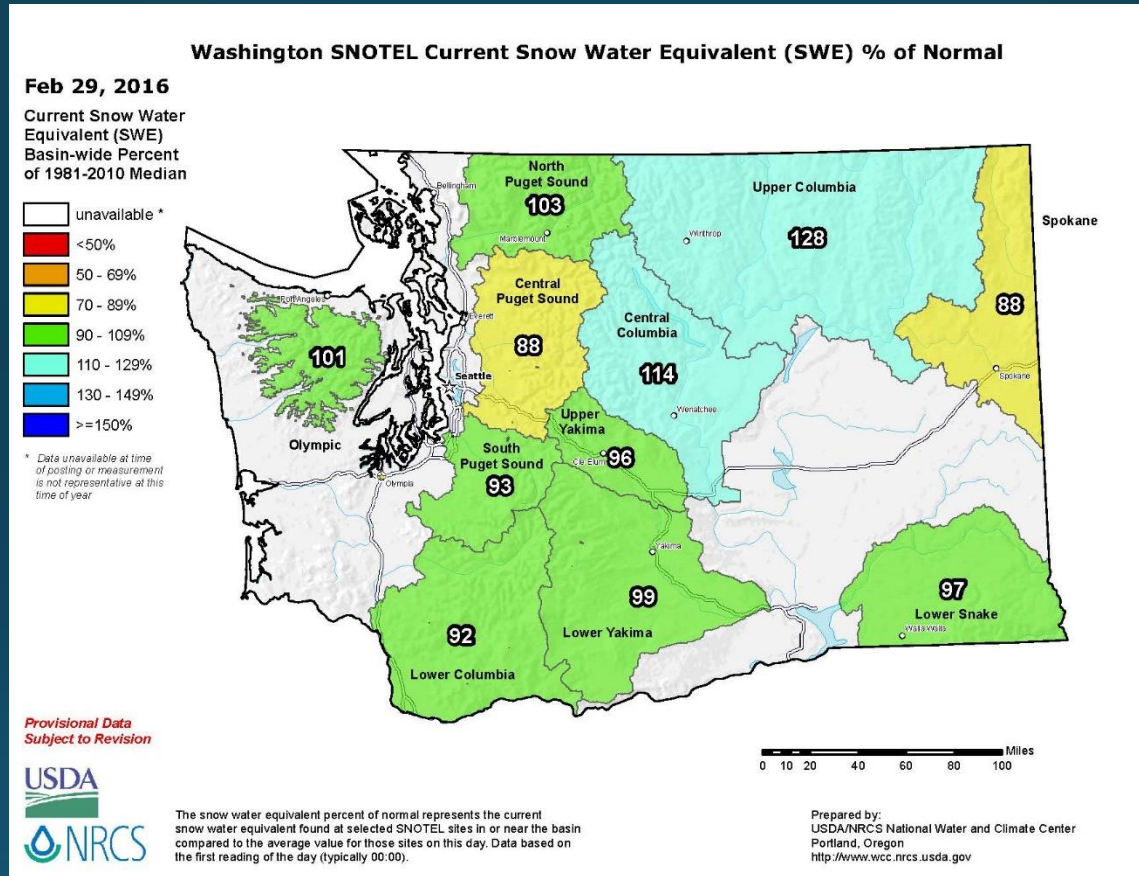 Washington SNOTEL Current Snow Water Equivalent (SWE) % of Normal
Feb 29, 2016
Current Snow Water
Equivalent (SWE)
Basin-wide Percent
of 1981-2010 Median
unavailable *
<50%
50 - 69%
70 - 89%
90 - 109%
110 - 129%
130 - 149%
>=150%
* Data unavailable at time
of posting or measurement
is not representative at this
time of year
North
Puget Sound
103
Bellingham
Marblemount
Upper Columbia
128
Winthrop
Spokane
88
Spokane
Central
Puget Sound
88
Everett
Seattle
Central
Columbia
114
Wenatchee
Port Angeles
101
Olympic
Olympia
Upper
Yakima
96
Cle Elum
South
Puget Sound
93
Yakima
99
Lower Yakima
92
Lower Columbia
97
Lower Snake
Walla Walla
Provisional Data
Subject to Revision
USDA
NRCS
The snow water equivalent percent of normal represents the current
snow water equivalent found at selected SNOTEL sites in or near the basin
compared to the average value for those sites on this day. Data based on
the first reading of the day (typically 00:00).
Miles
0 10 20 40 60 80 100
Prepared by:
USDA/NRCS National Water and Climate Center
Portland, Oregon
http://www.wcc.nrcs.usda.gov